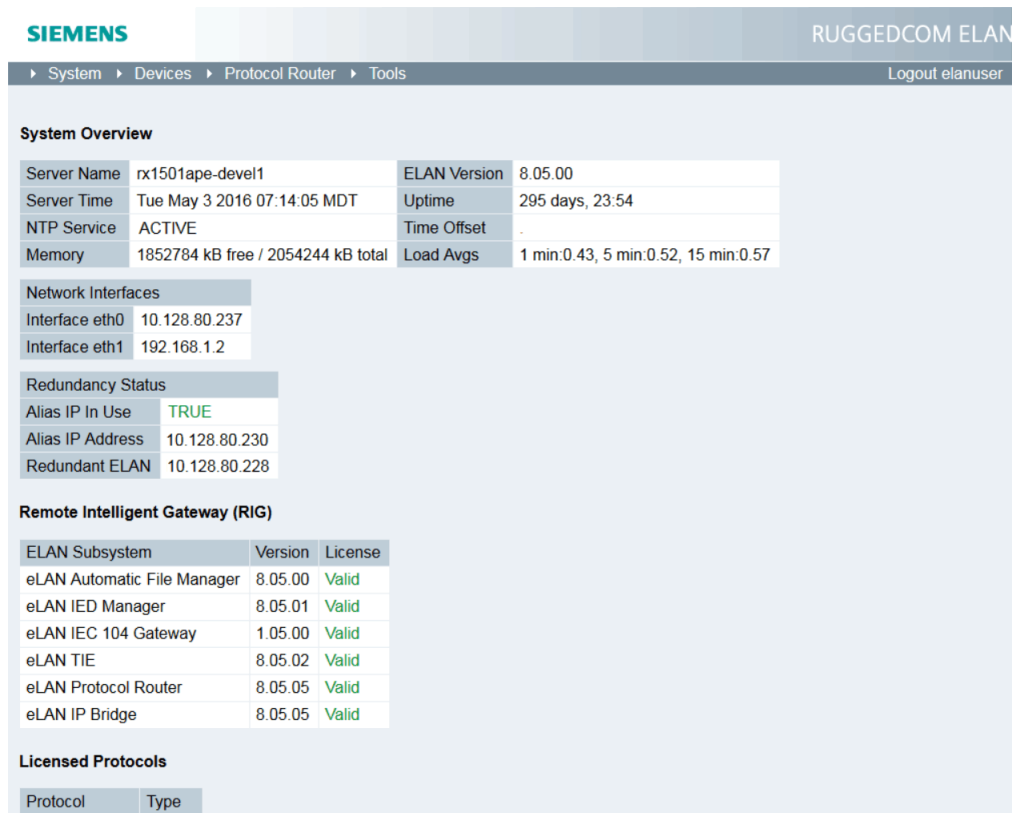 SIEMENS
RUGGEDCOM ELAN
System Devices Protocol Router Tools Logout elanuser
System Overview
Server Name rx1501ape-devel1 ELAN Version 8.05.00
Server Time Tue May 3 2016 07:14:05 MDT Uptime 295 days, 23:54
NTP Service ACTIVE Time Offset .
Memory 1852784 kB free / 2054244 kB total Load Avgs 1 min:0.43, 5 min:0.52, 15 min:0.57
Network Interfaces
Interface eth0 10.128.80.237
Interface eth1 192.168.1.2
Redundancy Status
Alias IP In Use TRUE
Alias IP Address 10.128.80.230
Redundant ELAN 10.128.80.228
Remote Intelligent Gateway (RIG)
ELAN Subsystem Version License
eLAN Automatic File Manager 8.05.00 Valid
eLAN IED Manager 8.05.01 Valid
eLAN IEC 104 Gateway 1.05.00 Valid
eLAN TIE 8.05.02 Valid
eLAN Protocol Router 8.05.05 Valid
eLAN IP Bridge 8.05.05 Valid
Licensed Protocols
Protocol Type